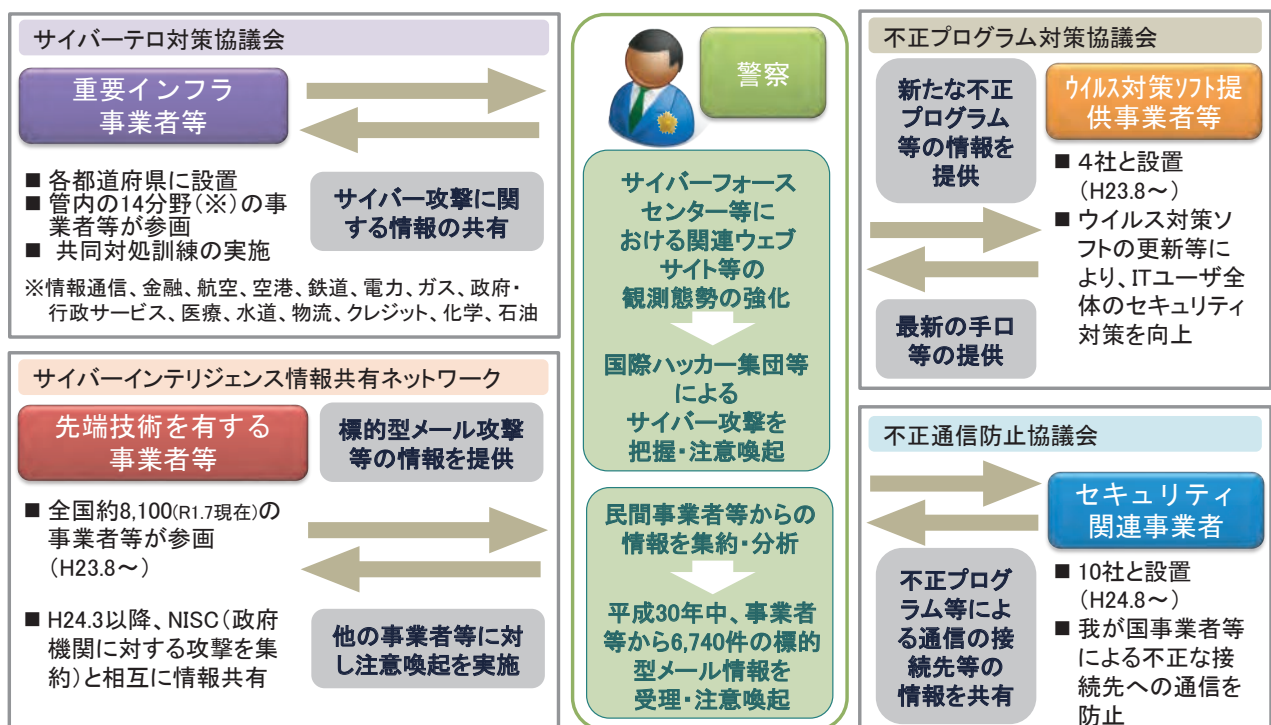 サイバーテロ対策協議会
重要インフラ
事業者等
■ 各都道府県に設置
■ 管内の14分野(※)の事
業者等が参画
■ 共同対処訓練の実施
サイバー攻撃に関
する情報の共有
※情報通信、金融、航空、空港、鉄道、電力、ガス、政府・
行政サービス、医療、水道、物流、クレジット、化学、石油
サイバーインテリジェンス情報共有ネットワーク
先端技術を有する
事業者等
標的型メール攻撃
等の情報を提供
■ 全国約8,100(R1.7現在)の
事業者等が参画
(H23.8～)
■ H24.3以降、NISC(政府
機関に対する攻撃を集
約)と相互に情報共有
他の事業者等に対
し注意喚起を実施
警察
サイバーフォース
センター等に
おける関連ウェブ
サイト等の
観測態勢の強化
国際ハッカー集団等
による
サイバー攻撃を
把握・注意喚起
民間事業者等からの
情報を集約・分析
平成30年中、事業者
等から6,740件の標的
型メール情報を
受理・注意喚起
不正プログラム対策協議会
新たな不正
プログラム
等の情報を
提供
ウイルス対策ソフト提
供事業者等
■ 4社と設置
(H23.8～)
■ ウイルス対策ソ
フトの更新等に
より、ITユーザ全
体のセキュリティ
対策を向上
最新の手口
等の提供
不正通信防止協議会
セキュリティ
関連事業者
不正プログ
ラム等によ
る通信の接
続先等の
情報を共有
■ 10社と設置
(H24.8～)
■ 我が国事業者等
による不正な接
続先への通信を
防止